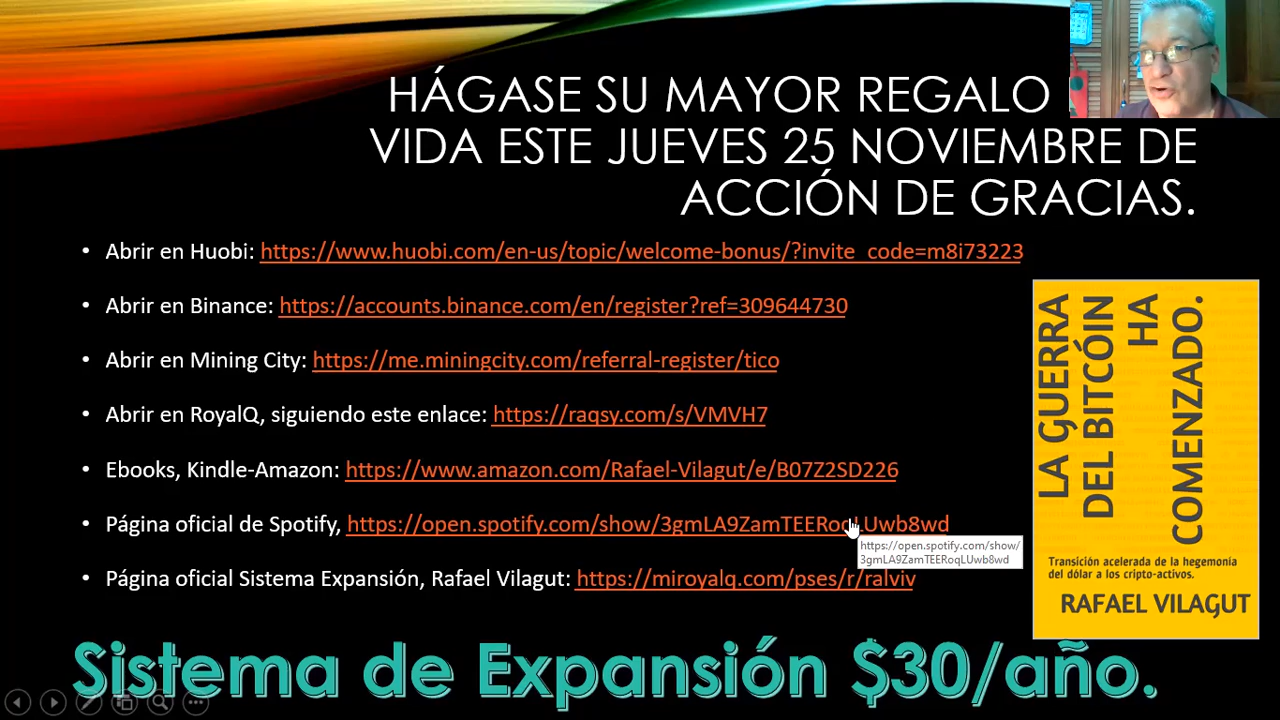 HÁGASE SU MAYOR REGALO
VIDA ESTE JUEVES 25 NOVIEMBRE DE
ACCIÓN DE GRACIAS.
• Abrir en Huobi: https://www.huobi.com/en-us/topic/welcome-bonus/?invite_code=m8i73223
• Abrir en Binance: https://accounts.binance.com/en/register?ref=309644730
• Abrir en Mining City: https://me.miningcity.com/referral-register/tico
• Abrir en RoyalQ, siguiendo este enlace: https://raqsy.com/s/VMVH7
• Ebooks, Kindle-Amazon: https://www.amazon.com/Rafael-Vilagut/e/B07Z2SD226
• Página oficial de Spotify, https://open.spotify.com/show/3gmLA9ZamTEERoqLUwb8wd
https://open.spotify.com/show/
3gmLA9ZamTEERoqLUwb8wd
• Página oficial Sistema Expansión, Rafael Vilagut: https://miroyalq.com/pses/r/ralviv
LA GUERRA
DEL BITCÓIN
HA
COMENZADO.
Transición acelerada de la hegemonía
del dólar a los cripto-activos.
RAFAEL VILAGUT
Sistema de Expansión $30/año.